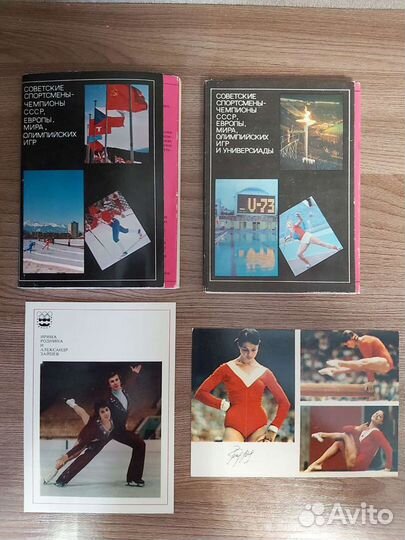 СОВЕТСКИЕ
СПОРТСМЕНЫ-
ЧЕМПИОНЫ
СССР,
ЕВРОПЫ,
МИРА,
ОЛИМПИЙСКИХ
ИГР
СОВЕТСКИЕ
СПОРТСМЕНЫ-
ЧЕМПИОНЫ
СССР,
ЕВРОПЫ,
МИРА,
ОЛИМПИЙСКИХ
ИГР
И УНИВЕРСИАДЫ
U-73
ИРИНА
РОДНИНА
И
АЛЕКСАНДР
ЗАЙЦЕВ
Avito